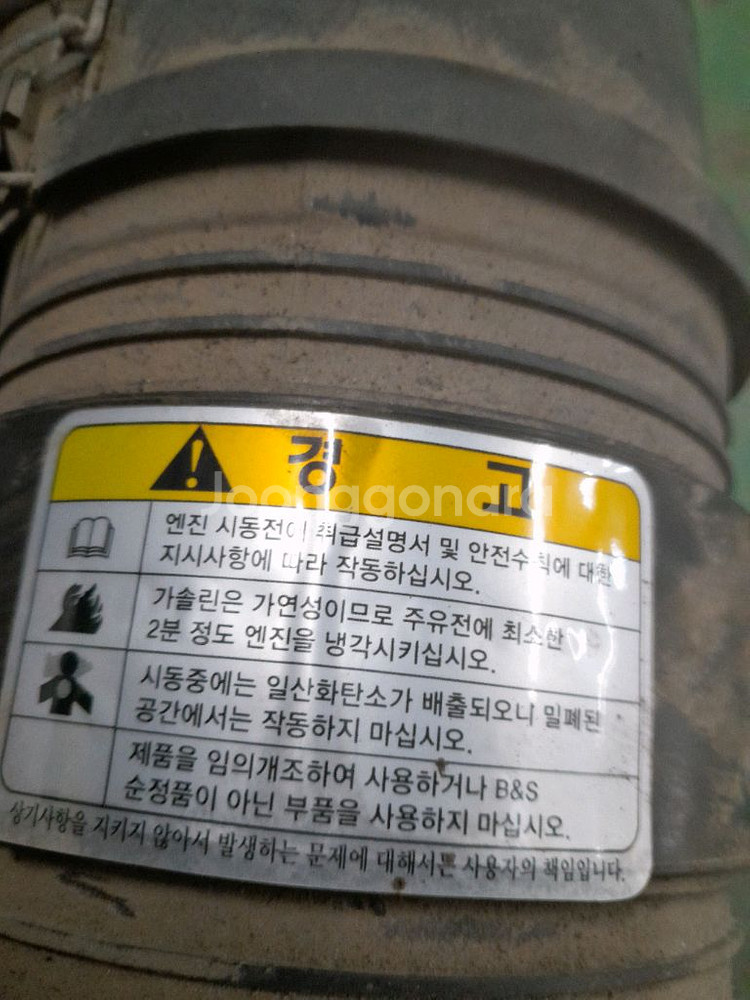 경 고
Joonggonara
엔진 시동전에 취급설명서 및 안전수칙에 대한
지시사항에 따라 작동하십시오.
가솔린은 가연성이므로 주유전에 최소한
2분 정도 엔진을 냉각시키십시오.
시동중에는 일산화탄소가 배출되오니 밀폐된
공간에서는 작동하지 마십시오.
제품을 임의개조하여 사용하거나 B&S
순정품이 아닌 부품을 사용하지 마십시오.
상기사항을 지키지 않아서 발생하는 문제에 대해서는 사용자의 책임입니다.